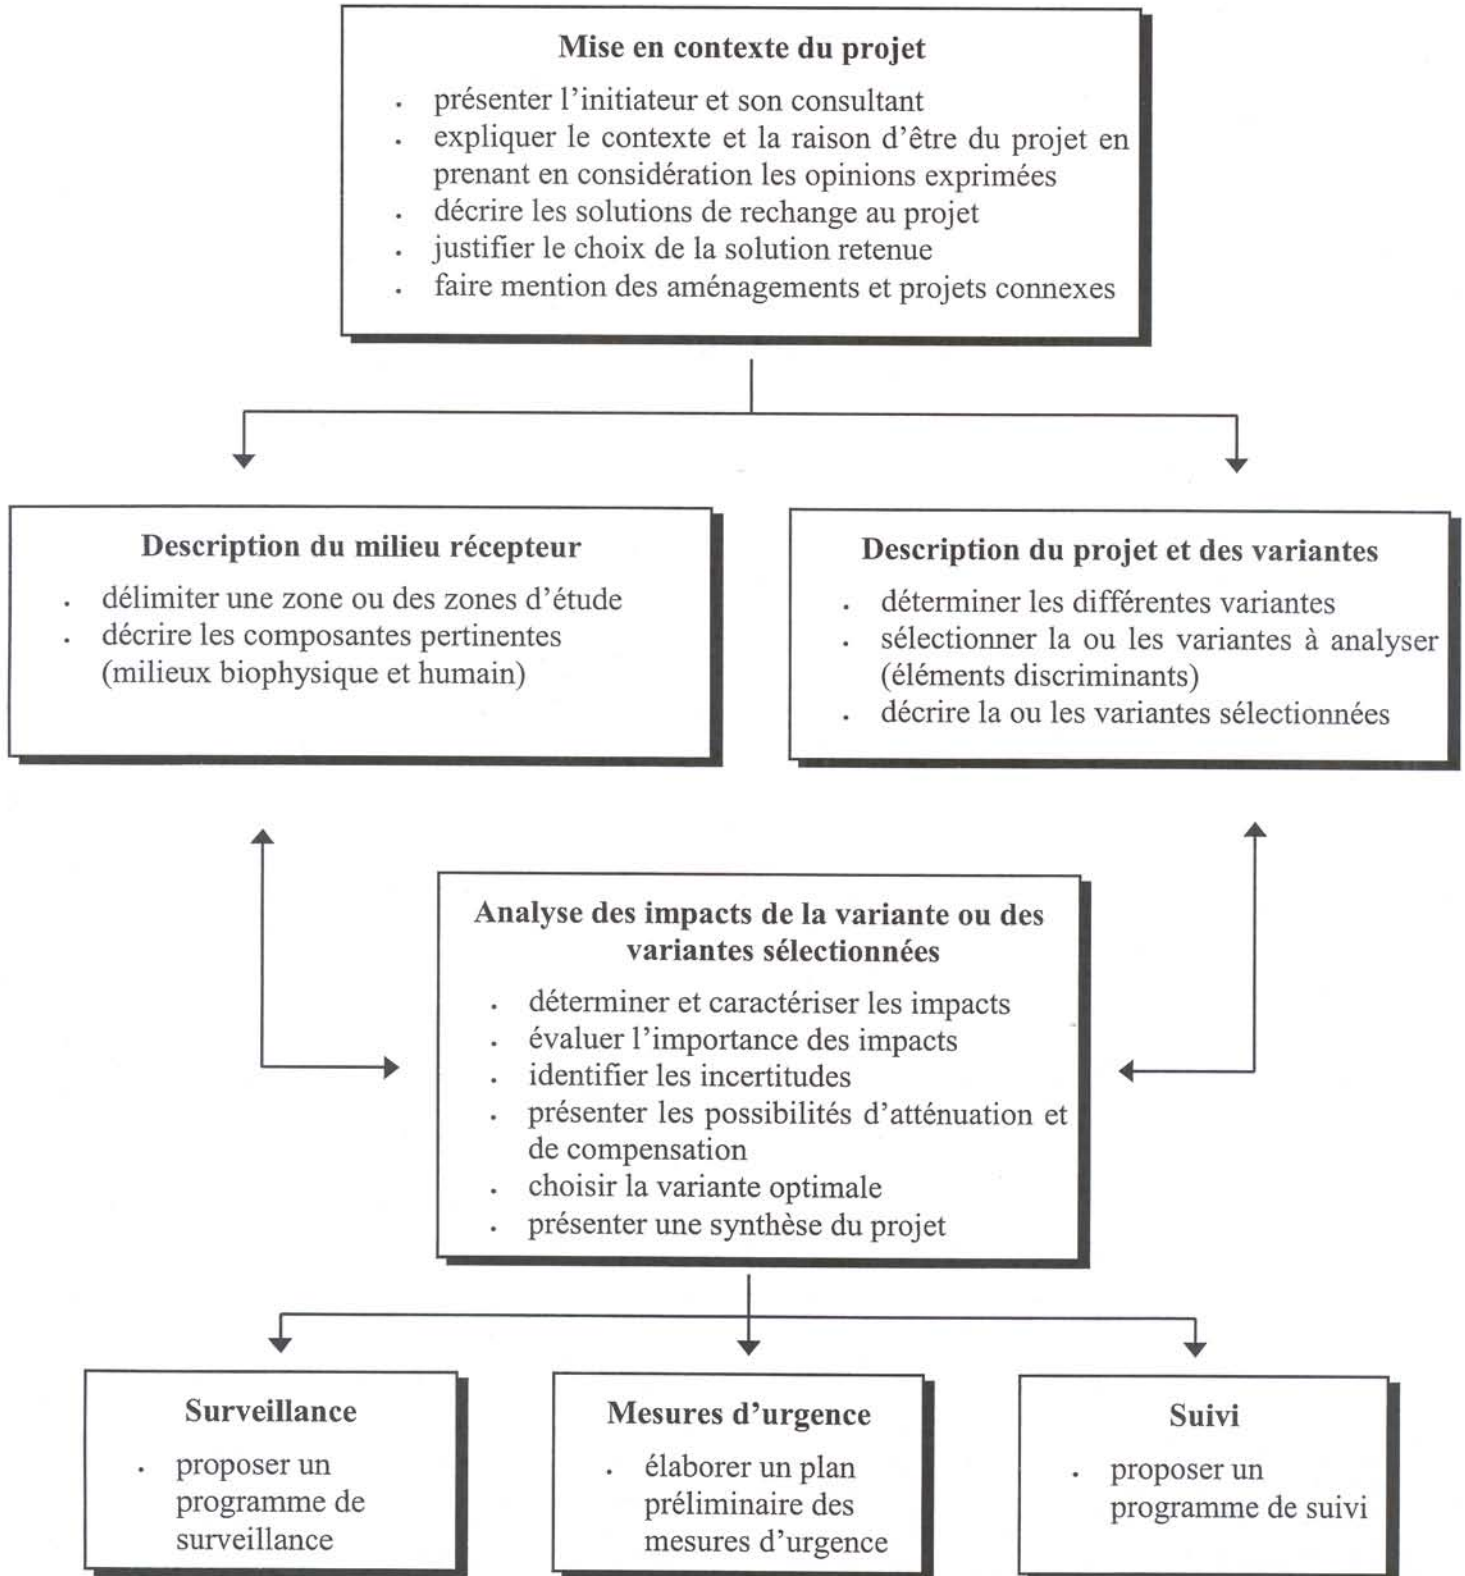 Mise en contexte du projet
. présenter l’initiateur et son consultant
. expliquer le contexte et la raison d’être du projet en
prenant en considération les opinions exprimées
. décrire les solutions de rechange au projet
. justifier le choix de la solution retenue
. faire mention des aménagements et projets connexes
Description du milieu récepteur
. délimiter une zone ou des zones d’étude
. décrire les composantes pertinentes
(milieux biophysique et humain)
Description du projet et des variantes
. déterminer les différentes variantes
. sélectionner la ou les variantes à analyser
(éléments discriminants)
. décrire la ou les variantes sélectionnées
Analyse des impacts de la variante ou des
variantes sélectionnées
. déterminer et caractériser les impacts
. évaluer l’importance des impacts
. identifier les incertitudes
. présenter les possibilités d’atténuation et
de compensation
. choisir la variante optimale
. présenter une synthèse du projet
Surveillance
. proposer un
programme de
surveillance
Mesures d’urgence
. élaborer un plan
préliminaire des
mesures d’urgence
Suivi
. proposer un
programme de suivi